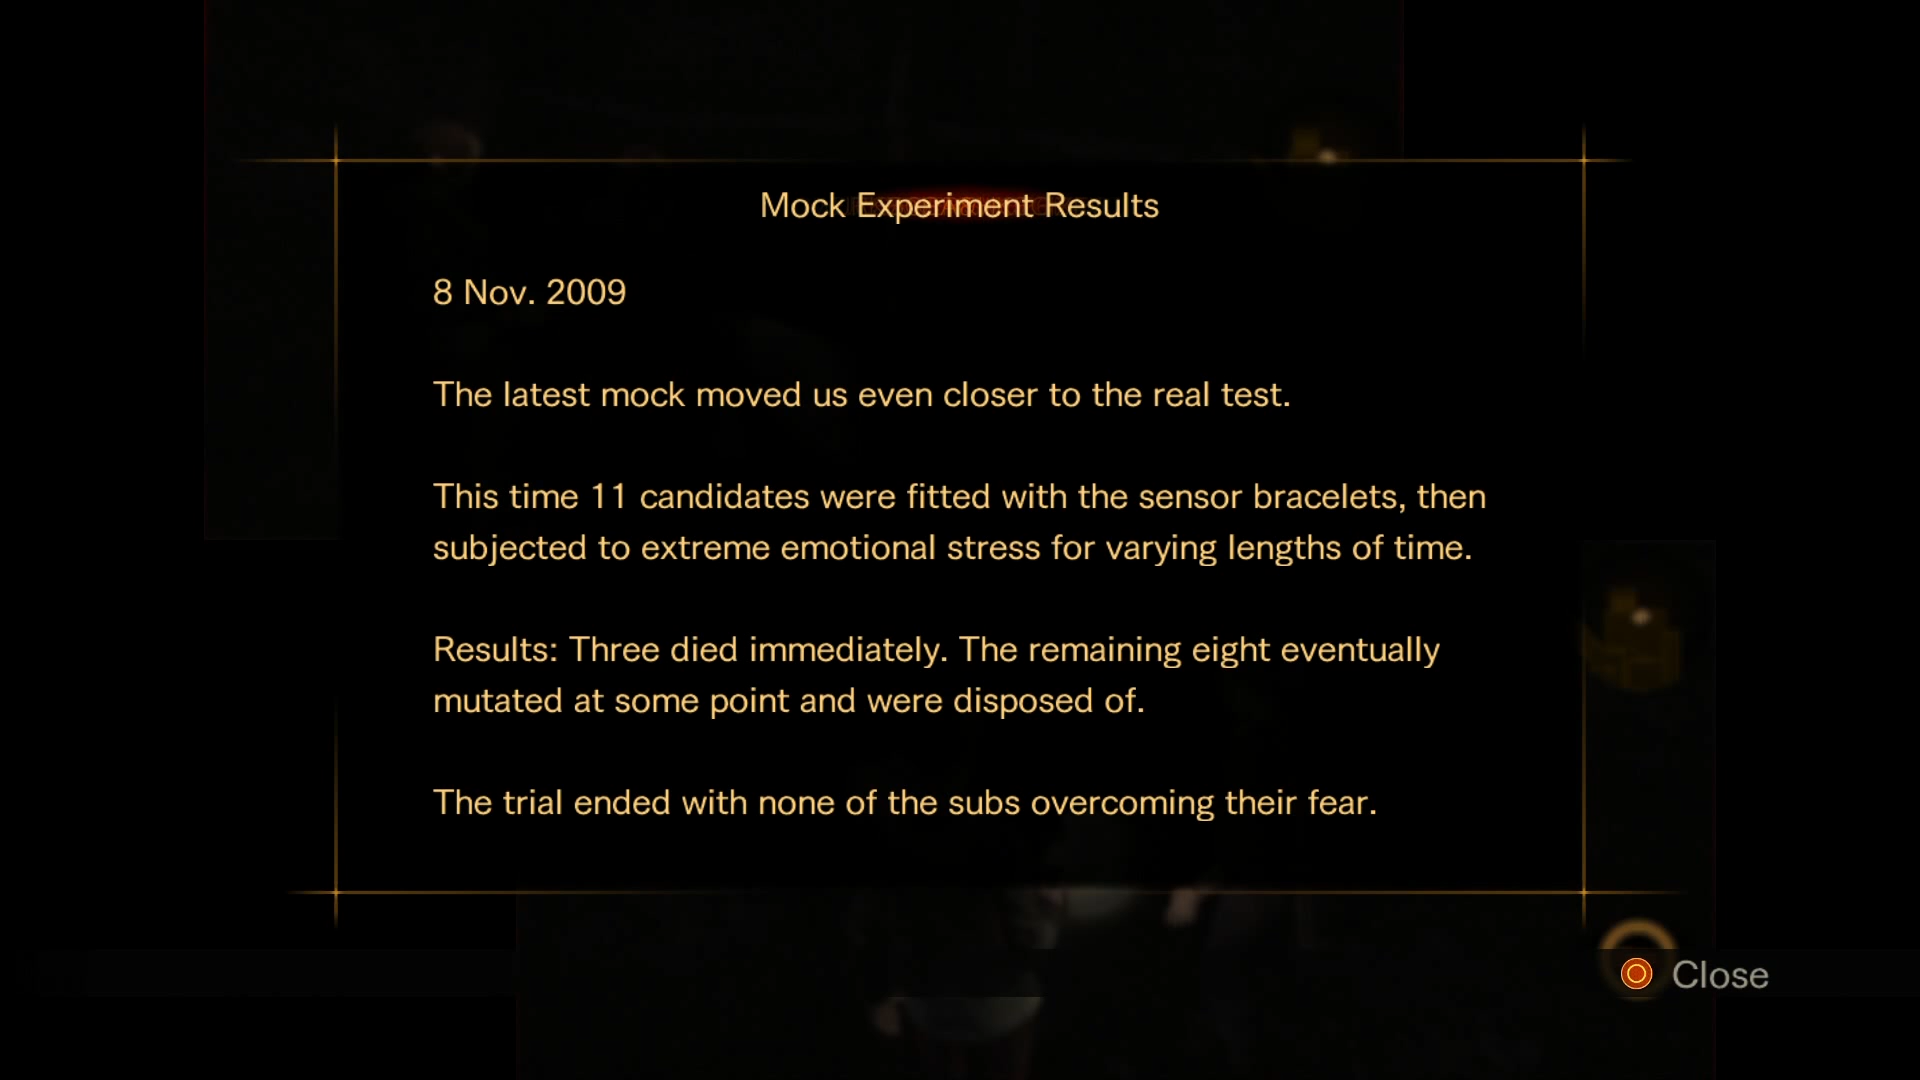 Mock Experiment Results
8 Nov. 2009
The latest mock moved us even closer to the real test.
This time 11 candidates were fitted with the sensor bracelets, then
subjected to extreme emotional stress for varying lengths of time.
Results: Three died immediately. The remaining eight eventually
mutated at some point and were disposed of.
The trial ended with none of the subs overcoming their fear.
Close